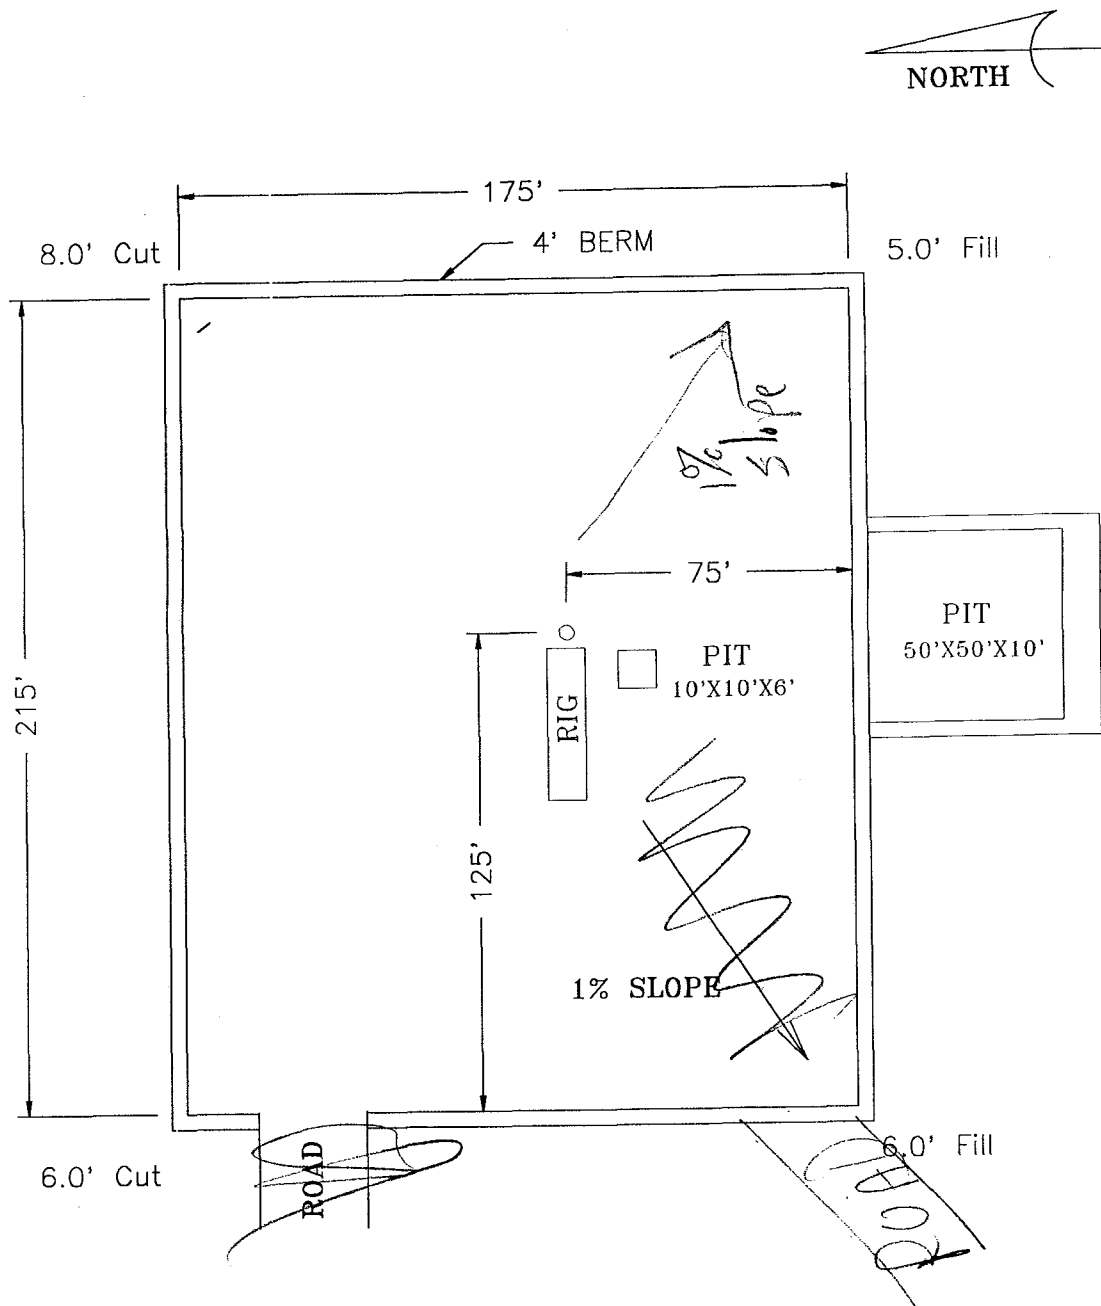 NORTH
175'
8.0' Cut
4' BERM
5.0' Fill
1% slope
75'
PIT
50'X50'X10'
PIT
10'X10'X6'
RIG
215'
125'
1% SLOPE
6.0' Cut
ROAD
6.0' Fill
ROAD